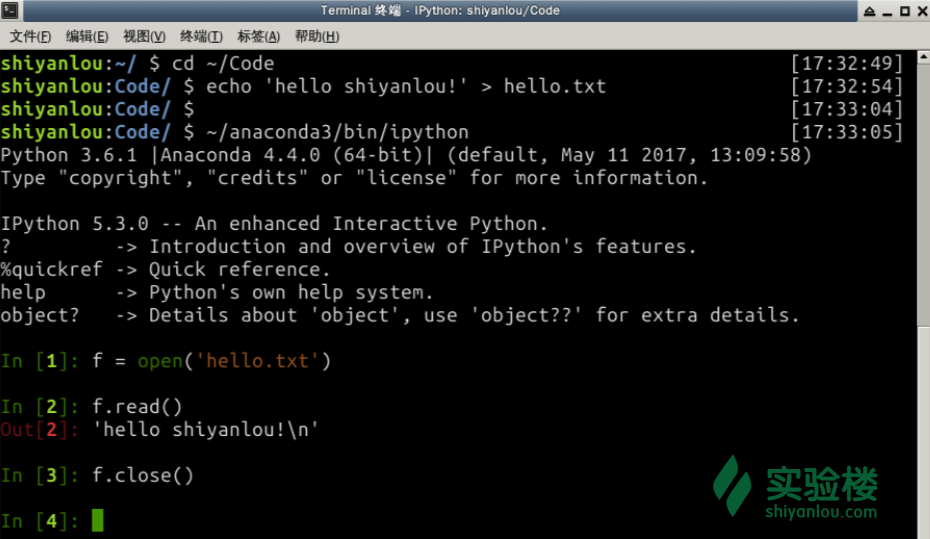 Terminal 终端 - IPython: shiyanlou/Code
文件(F) 编辑(E) 视图(V) 终端(T) 标签(A) 帮助(H)
shiyanlou:~/ $ cd ~/Code [17:32:49]
shiyanlou:Code/ $ echo 'hello shiyanlou!' > hello.txt [17:32:54]
shiyanlou:Code/ $ [17:33:04]
shiyanlou:Code/ $ ~/anaconda3/bin/ipython [17:33:05]
Python 3.6.1 |Anaconda 4.4.0 (64-bit)| (default, May 11 2017, 13:09:58)
Type "copyright", "credits" or "license" for more information.
IPython 5.3.0 -- An enhanced Interactive Python.
? -> Introduction and overview of IPython's features.
%quickref -> Quick reference.
help -> Python's own help system.
object? -> Details about 'object', use 'object??' for extra details.
In [1]: f = open('hello.txt')
In [2]: f.read()
Out[2]: 'hello shiyanlou!\n'
In [3]: f.close()
In [4]:
实验楼
shiyanlou.com